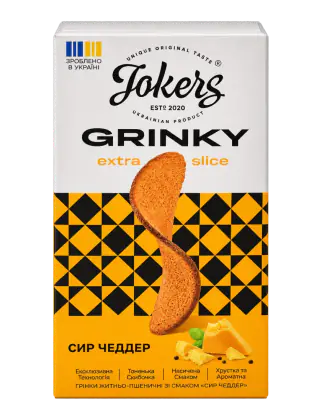 ЗРОБЛЕНО
В УКРАЇНІ
UNIQUE ORIGINAL TASTE
Jokers®
ESTD 2020
UKRAINIAN PRODUCT
GRINKY
extra slice
СИР ЧЕДДЕР
Ексклюзивна Технологія
Тоненька Скибочка
Насичена Смаком
Хрустка та Ароматна
ГРІНКИ ЖИТНЬО-ПШЕНИЧНІ ЗІ СМАКОМ «СИР ЧЕДДЕР»